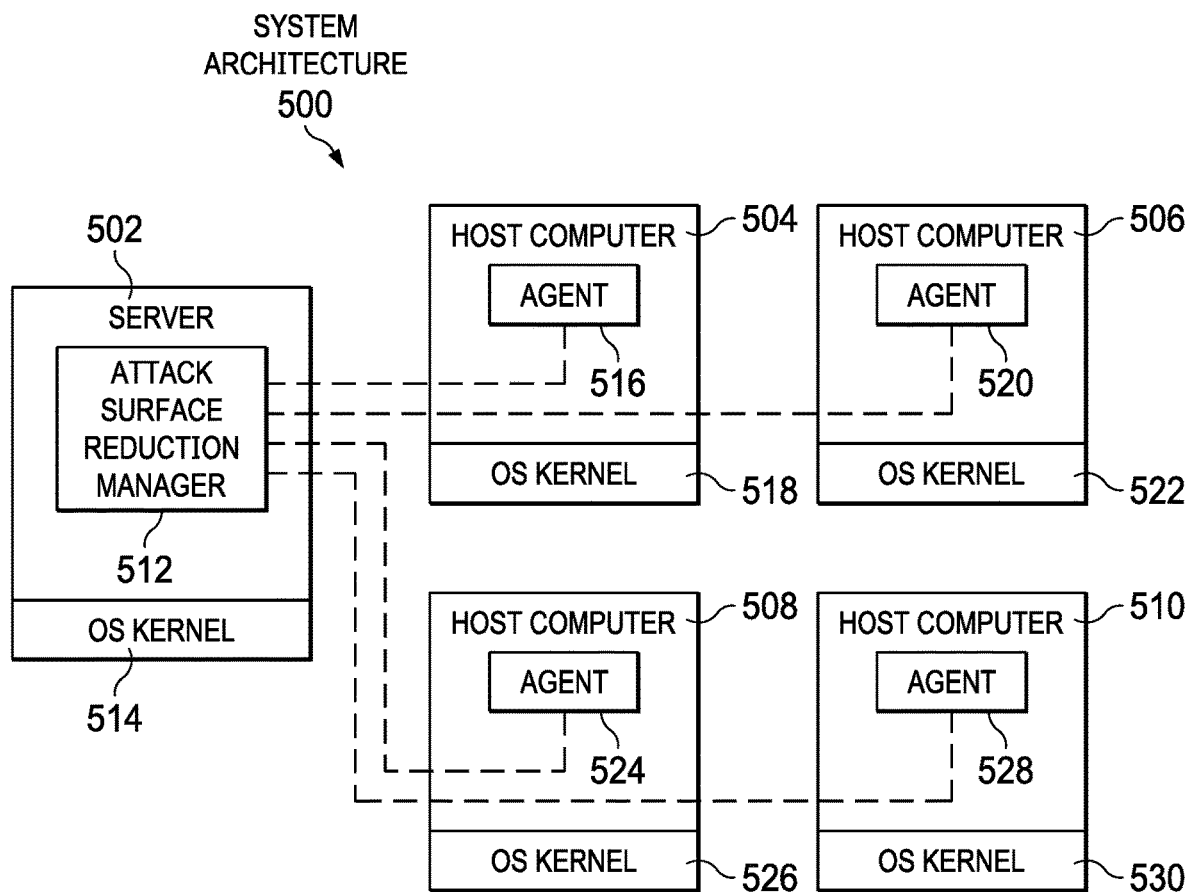 SYSTEM
ARCHITECTURE
500
502
SERVER
ATTACK
SURFACE
REDUCTION
MANAGER
512
OS KERNEL
514
504
HOST COMPUTER
AGENT
516
OS KERNEL
518
506
HOST COMPUTER
AGENT
520
OS KERNEL
522
508
HOST COMPUTER
AGENT
524
OS KERNEL
526
510
HOST COMPUTER
AGENT
528
OS KERNEL
530